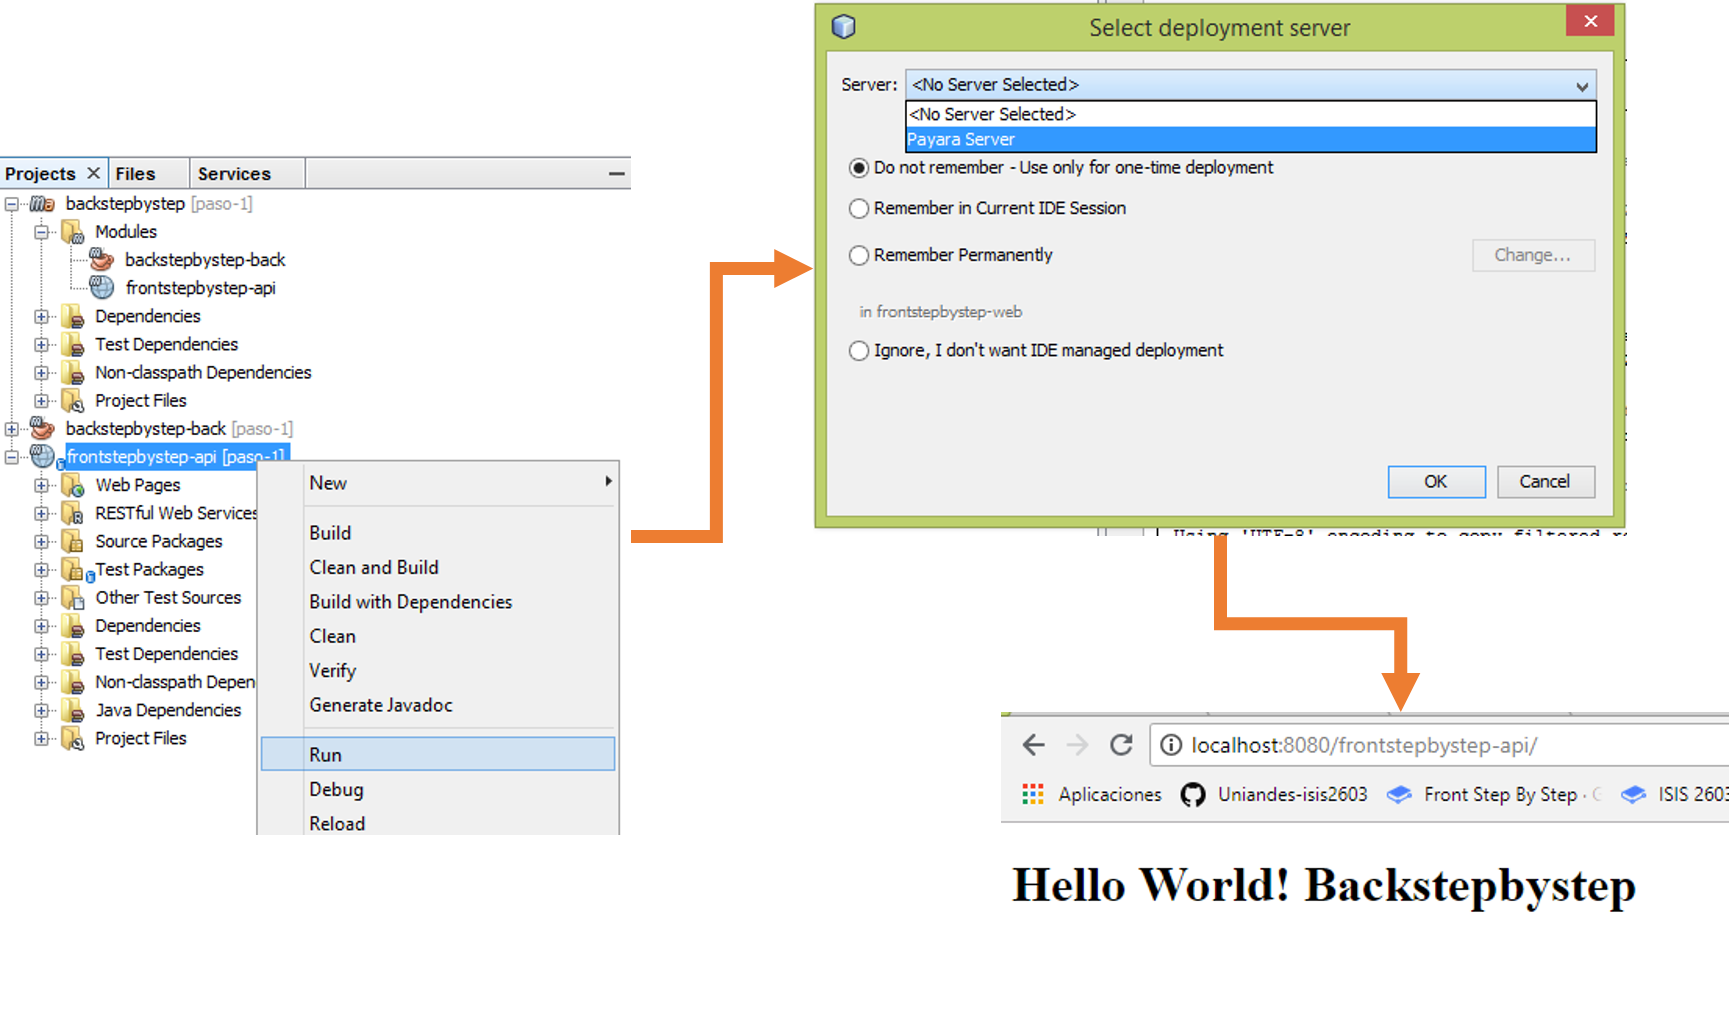 Projects
Files
Services
backstepbystep [paso-1]
Modules
backstepbystep-back
frontstepbystep-api
Dependencies
Test Dependencies
Non-classpath Dependencies
Project Files
backstepbystep-back [paso-1]
frontstepbystep-api [paso-1]
Web Pages
RESTful Web Services
Source Packages
Test Packages
Other Test Sources
Dependencies
Test Dependencies
Non-classpath Depen
Java Dependencies
Project Files
New
Build
Clean and Build
Build with Dependencies
Clean
Verify
Generate Javadoc
Run
Debug
Reload
Select deployment server
Server: <No Server Selected>
<No Server Selected>
Payara Server
Do not remember - Use only for one-time deployment
Remember in Current IDE Session
Remember Permanently
Change...
in frontstepbystep-web
Ignore, I don't want IDE managed deployment
OK
Cancel
Using 'UTF-8' encoding to copy filtered r
localhost:8080/frontstepbystep-api/
Aplicaciones
Uniandes-isis2603
Front Step By Step ·
ISIS 2603
Hello World! Backstepbystep